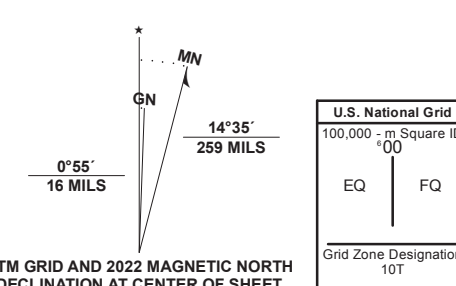 ★
MN
GN
14°35´
259 MILS
0°55´
16 MILS
TM GRID AND 2022 MAGNETIC NORTH
DECLINATION AT CENTER OF SHEET
U.S. National Grid
100,000 - m Square ID
⁶00
EQ FQ
Grid Zone Designation
10T